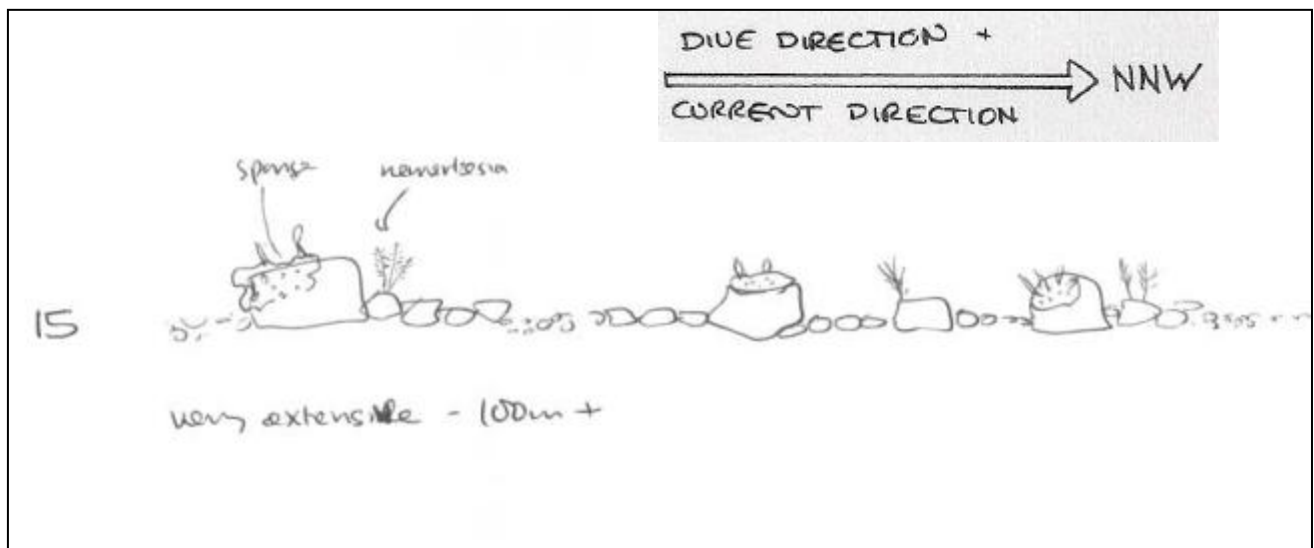 DIVE DIRECTION +
NNW
CURRENT DIRECTION
sponge
nemertesia
15
very extensive - 100m +